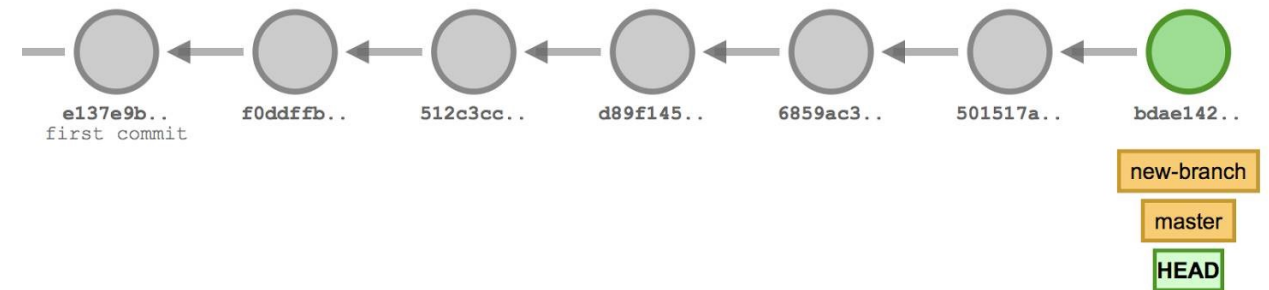 e137e9b.. f0ddffb.. 512c3cc.. d89f145.. 6859ac3.. 501517a.. bdae142..
first commit
new-branch
master
HEAD